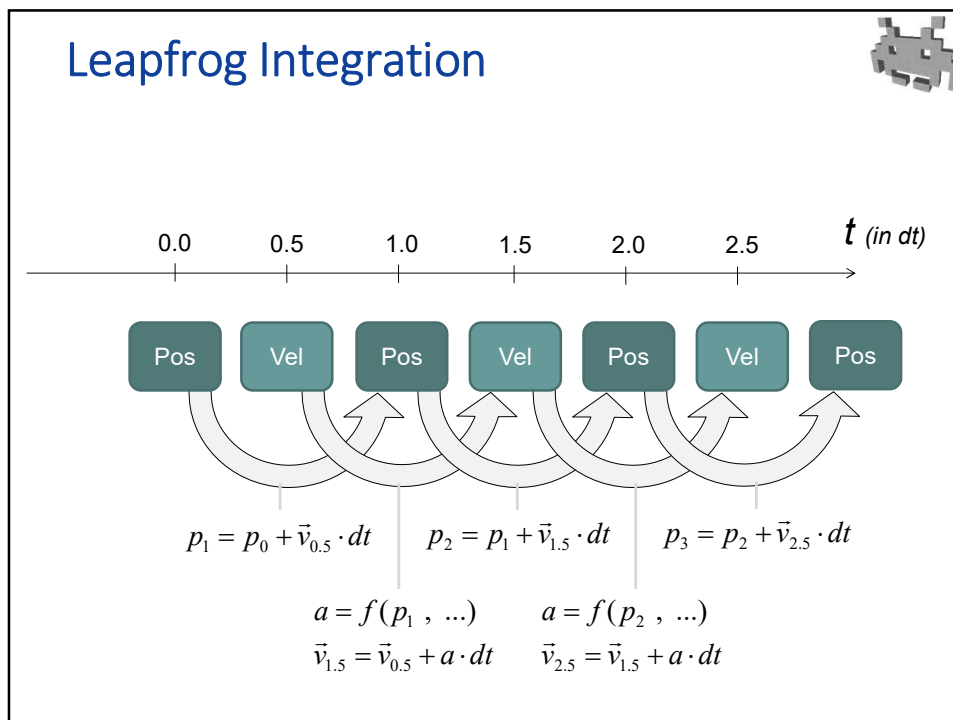 Leapfrog Integration
0.0 0.5 1.0 1.5 2.0 2.5 t (in dt)
Pos Vel Pos Vel Pos Vel Pos
p₁ = p₀ + v⃗₀.₅ · dt p₂ = p₁ + v⃗₁.₅ · dt p₃ = p₂ + v⃗₂.₅ · dt
a = f(p₁ , ...) a = f(p₂ , ...)
v⃗₁.₅ = v⃗₀.₅ + a · dt v⃗₂.₅ = v⃗₁.₅ + a · dt